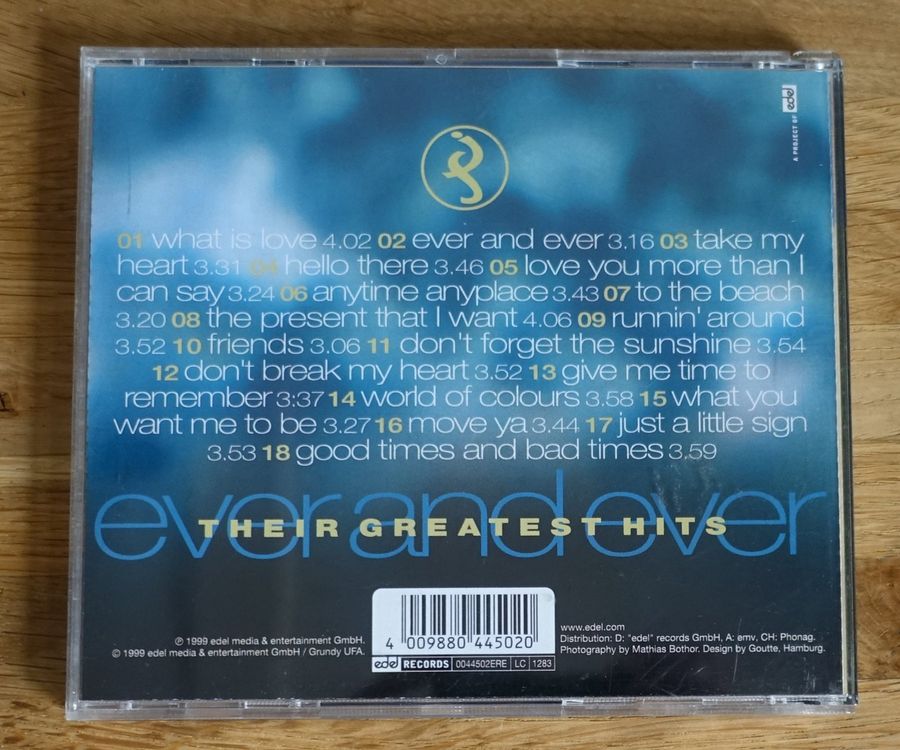 A PROJECT OF edel
01 what is love 4.02 02 ever and ever 3.16 03 take my
heart 3.31 04 hello there 3.46 05 love you more than I
can say 3.24 06 anytime anyplace 3.43 07 to the beach
3.20 08 the present that I want 4.06 09 runnin' around
3.52 10 friends 3.06 11 don't forget the sunshine 3.54
12 don't break my heart 3.52 13 give me time to
remember 3:37 14 world of colours 3.58 15 what you
want me to be 3.27 16 move ya 3.44 17 just a little sign
3.53 18 good times and bad times 3.59
ever and ever
THEIR GREATEST HITS
℗ 1999 edel media & entertainment GmbH.
© 1999 edel media & entertainment GmbH / Grundy UFA.
4 009880 445020
edel RECORDS 0044502ERE LC 1283
www.edel.com
Distribution: D: "edel" records GmbH, A: emv, CH: Phonag.
Photography by Mathias Bothor. Design by Goutte, Hamburg.